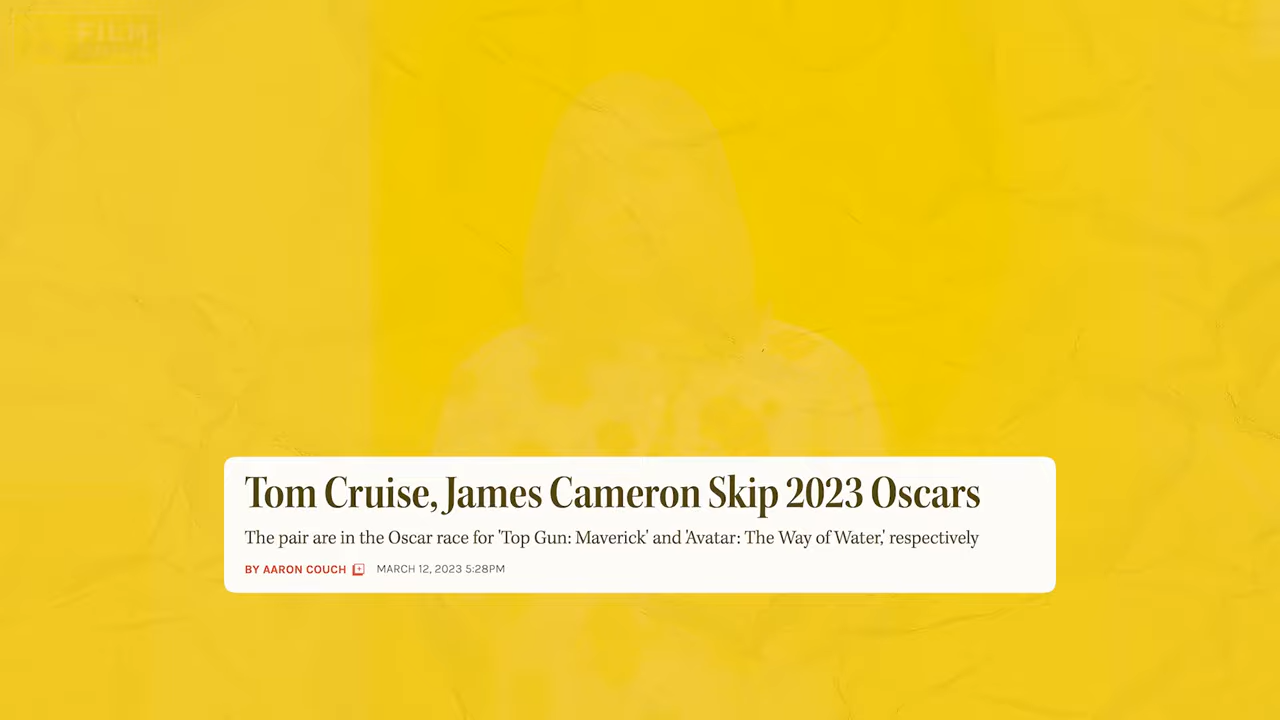 FILM
Tom Cruise, James Cameron Skip 2023 Oscars
The pair are in the Oscar race for 'Top Gun: Maverick' and 'Avatar: The Way of Water,' respectively
BY AARON COUCH MARCH 12, 2023 5:28PM